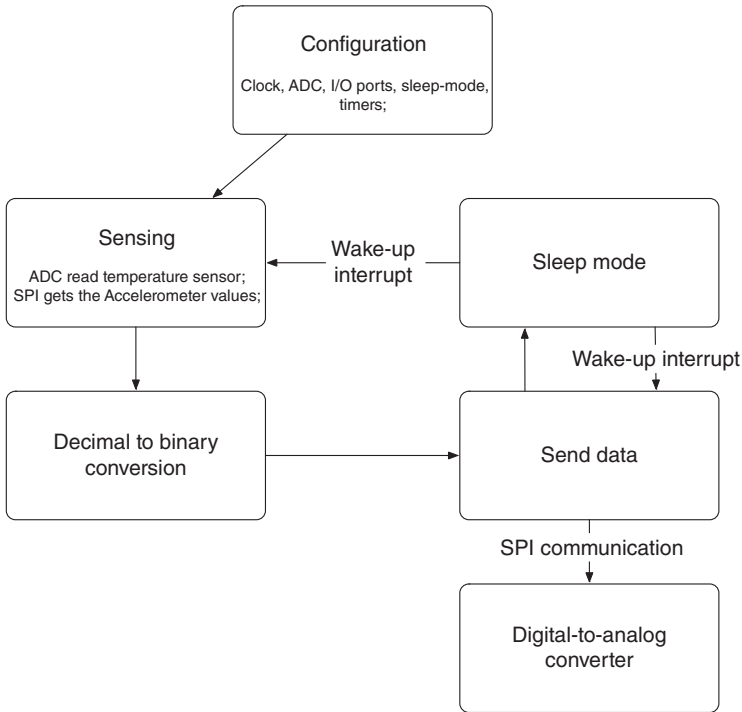 Configuration
Clock, ADC, I/O ports, sleep-mode,
timers;
Sensing
ADC read temperature sensor;
SPI gets the Accelerometer values;
Wake-up
interrupt
Sleep mode
Wake-up interrupt
Decimal to binary
conversion
Send data
SPI communication
Digital-to-analog
converter